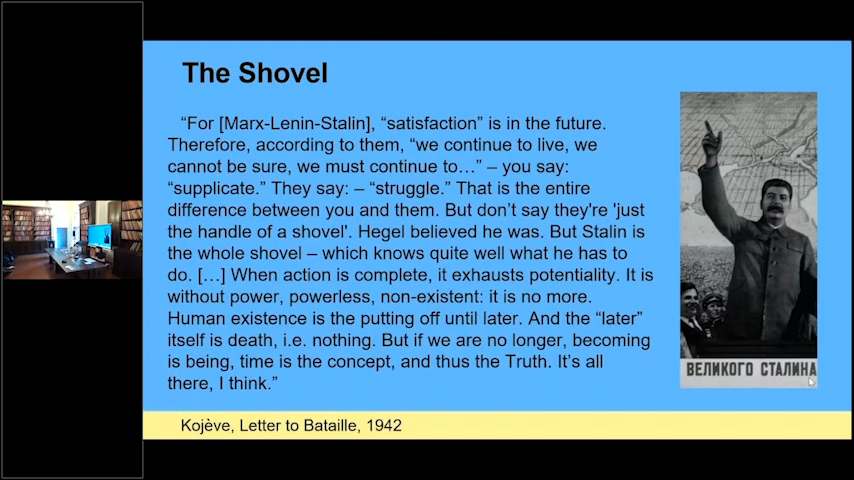 The Shovel
“For [Marx-Lenin-Stalin], “satisfaction” is in the future.
Therefore, according to them, “we continue to live, we
cannot be sure, we must continue to…” – you say:
“supplicate.” They say: – “struggle.” That is the entire
difference between you and them. But don’t say they're 'just
the handle of a shovel'. Hegel believed he was. But Stalin is
the whole shovel – which knows quite well what he has to
do. […] When action is complete, it exhausts potentiality. It is
without power, powerless, non-existent: it is no more.
Human existence is the putting off until later. And the “later”
itself is death, i.e. nothing. But if we are no longer, becoming
is being, time is the concept, and thus the Truth. It’s all
there, I think.”
ВЕЛИКОГО СТАЛИНА
Kojève, Letter to Bataille, 1942